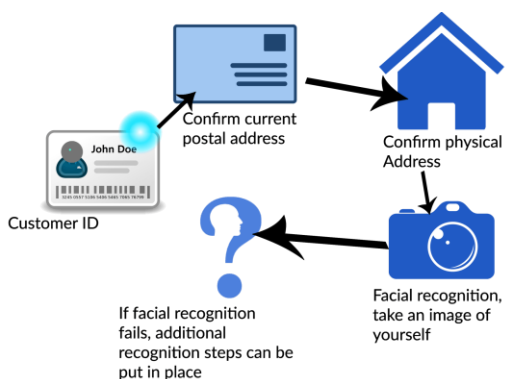 Confirm current
postal address
Confirm physical
Address
John Doe
Customer ID
Facial recognition,
take an image of
yourself
If facial recognition
fails, additional
recognition steps can be
put in place